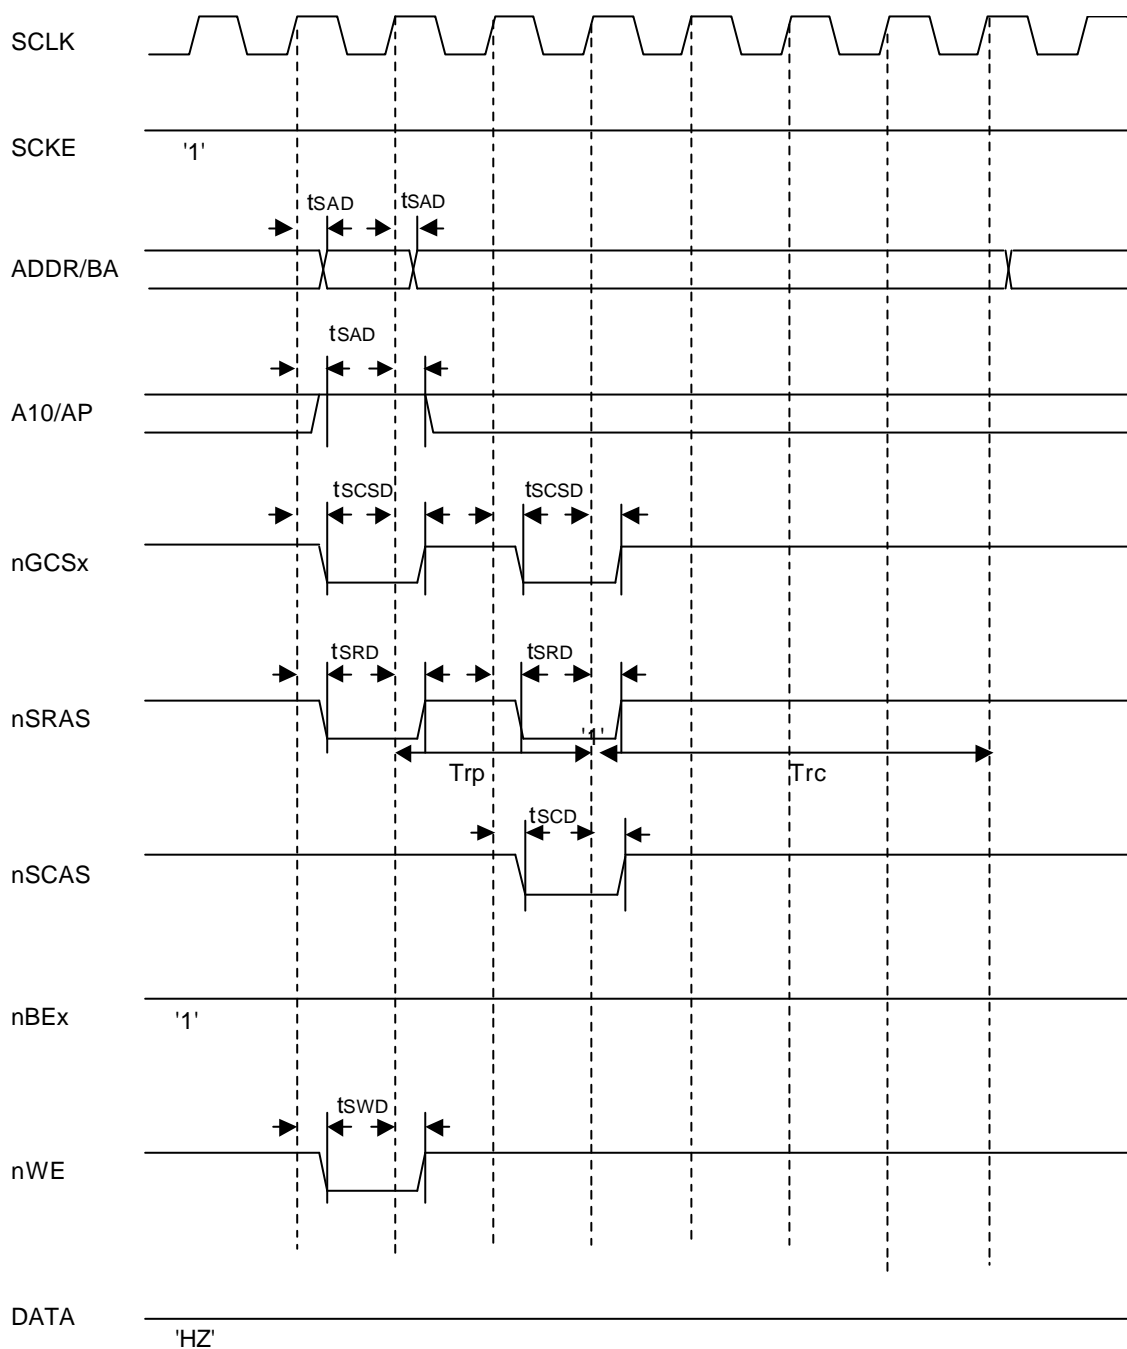 SCLK
SCKE
'1'
tSAD
tSAD
ADDR/BA
tSAD
A10/AP
tSCSD
tSCSD
nGCSx
tSRD
tSRD
nSRAS
'1'
Trp
Trc
tSCD
nSCAS
nBEx
'1'
tSWD
nWE
DATA
'HZ'